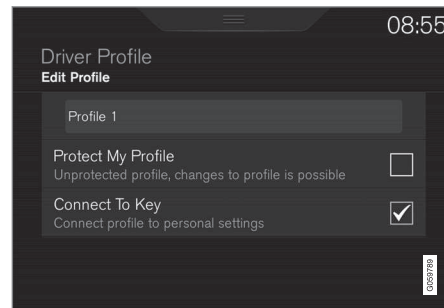 08:55
Driver Profile
Edit Profile
Profile 1
Protect My Profile
Unprotected profile, changes to profile is possible
Connect To Key
Connect profile to personal settings
G059789